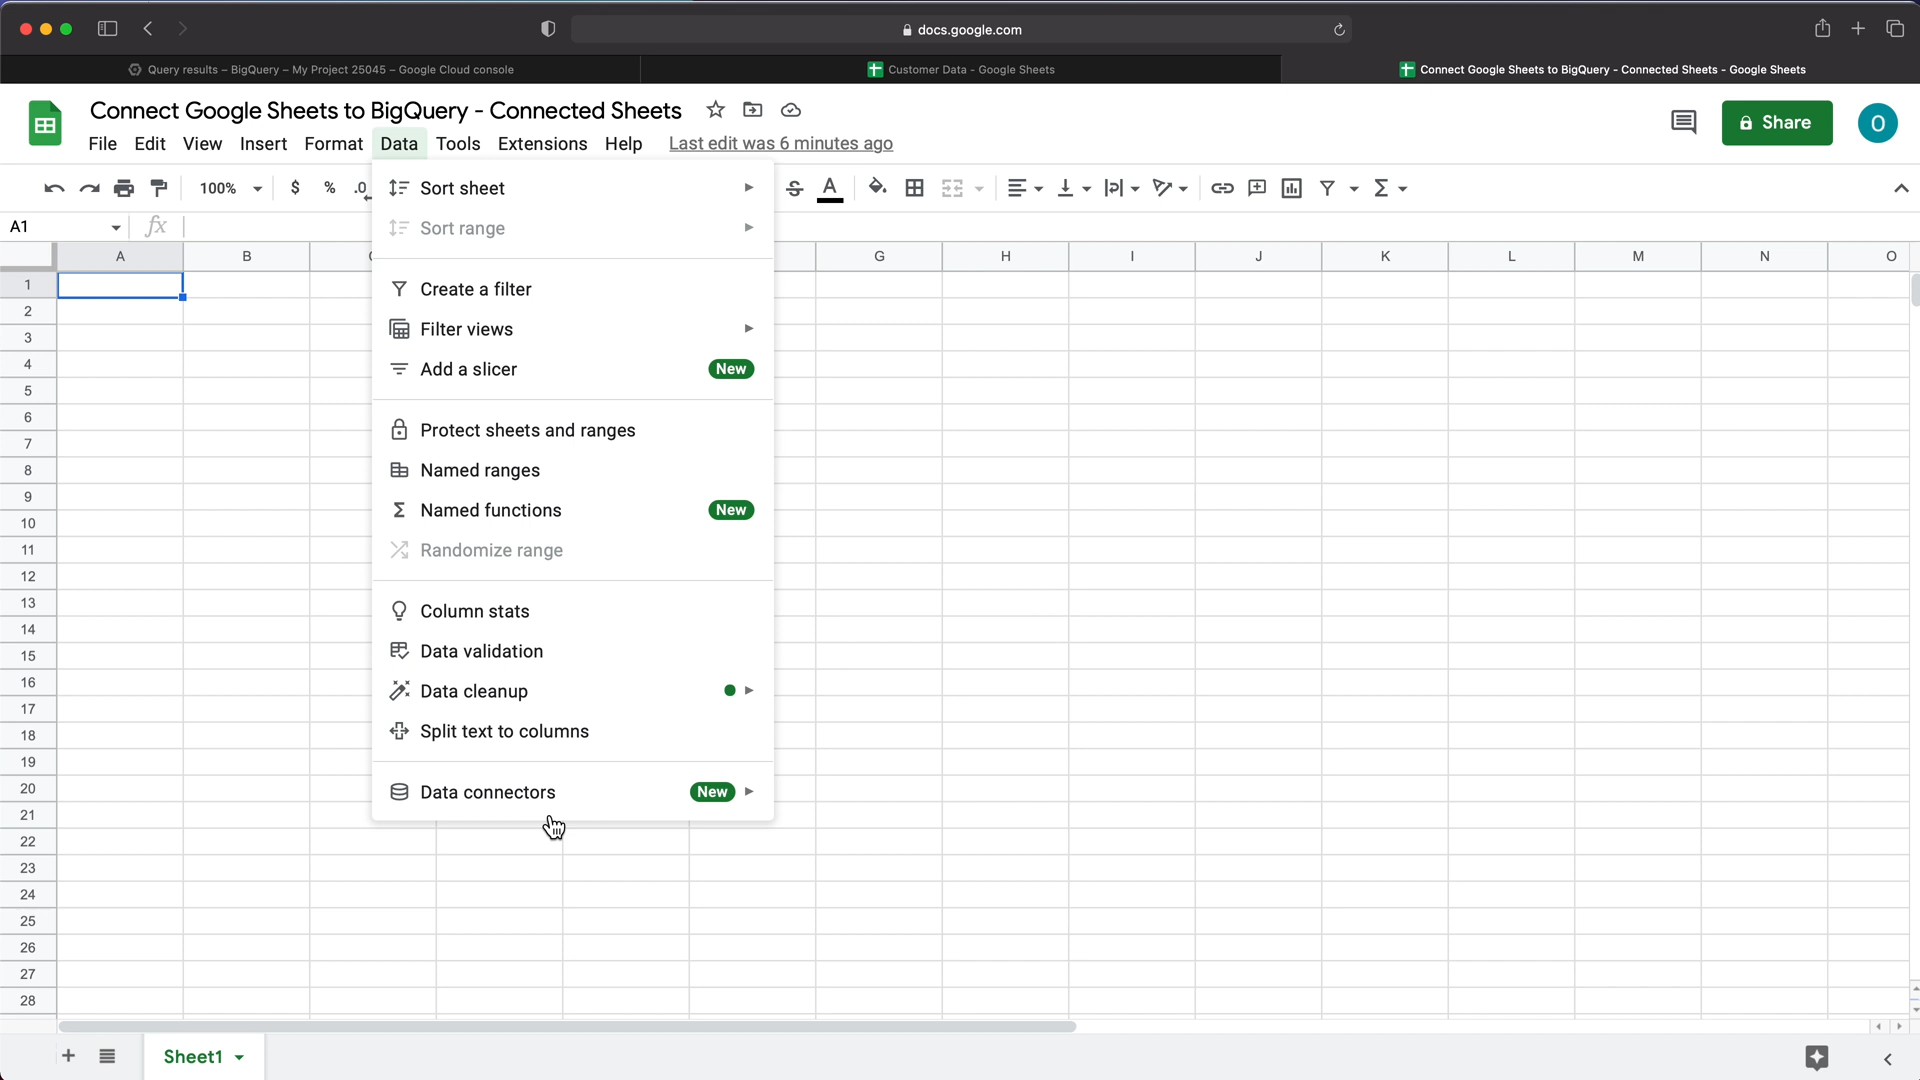 docs.google.com
Query results – BigQuery – My Project 25045 – Google Cloud console
Customer Data - Google Sheets
Connect Google Sheets to BigQuery - Connected Sheets - Google Sheets
Connect Google Sheets to BigQuery - Connected Sheets
Share
O
File Edit View Insert Format Data Tools Extensions Help Last edit was 6 minutes ago
100% $ % .0
A1
fx
A B G H I J K L M N O
Sort sheet
Sort range
Create a filter
Filter views
Add a slicer New
Protect sheets and ranges
Named ranges
Named functions New
Randomize range
Column stats
Data validation
Data cleanup
Split text to columns
Data connectors New
1
2
3
4
5
6
7
8
9
10
11
12
13
14
15
16
17
18
19
20
21
22
23
24
25
26
27
28
Sheet1